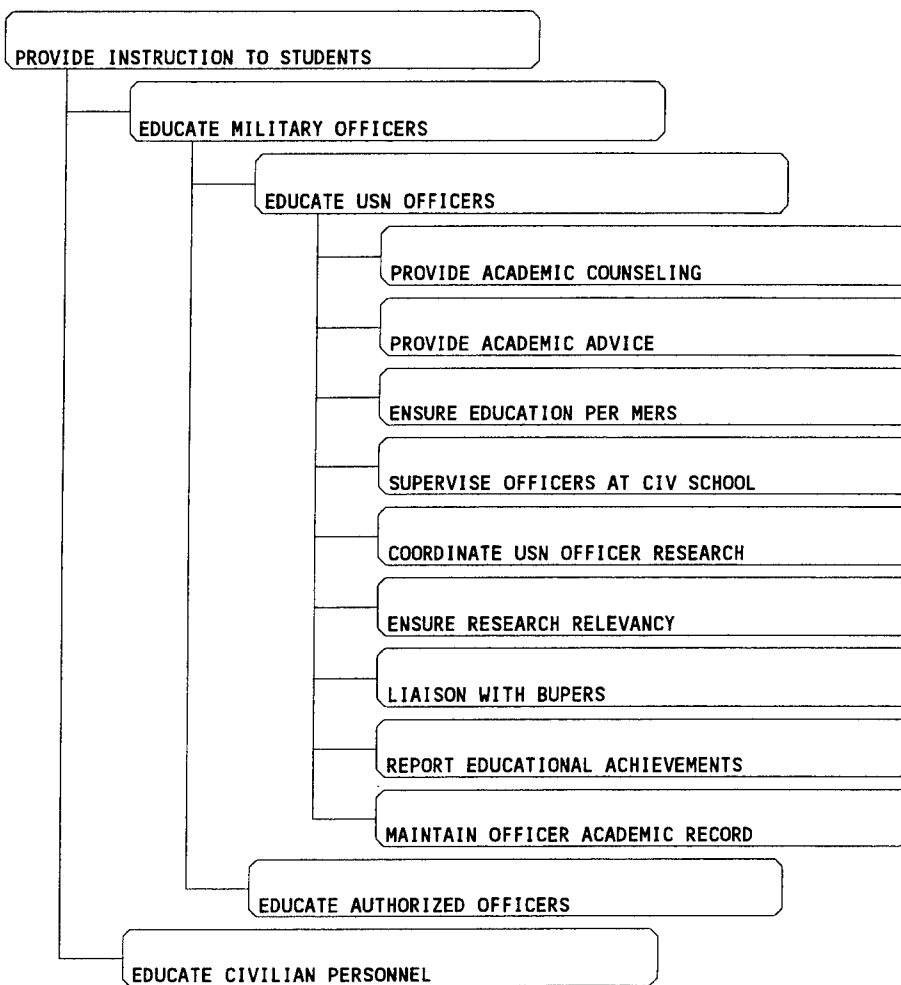 PROVIDE INSTRUCTION TO STUDENTS
EDUCATE MILITARY OFFICERS
EDUCATE USN OFFICERS
PROVIDE ACADEMIC COUNSELING
PROVIDE ACADEMIC ADVICE
ENSURE EDUCATION PER MERS
SUPERVISE OFFICERS AT CIV SCHOOL
COORDINATE USN OFFICER RESEARCH
ENSURE RESEARCH RELEVANCY
LIAISON WITH BUPERS
REPORT EDUCATIONAL ACHIEVEMENTS
MAINTAIN OFFICER ACADEMIC RECORD
EDUCATE AUTHORIZED OFFICERS
EDUCATE CIVILIAN PERSONNEL